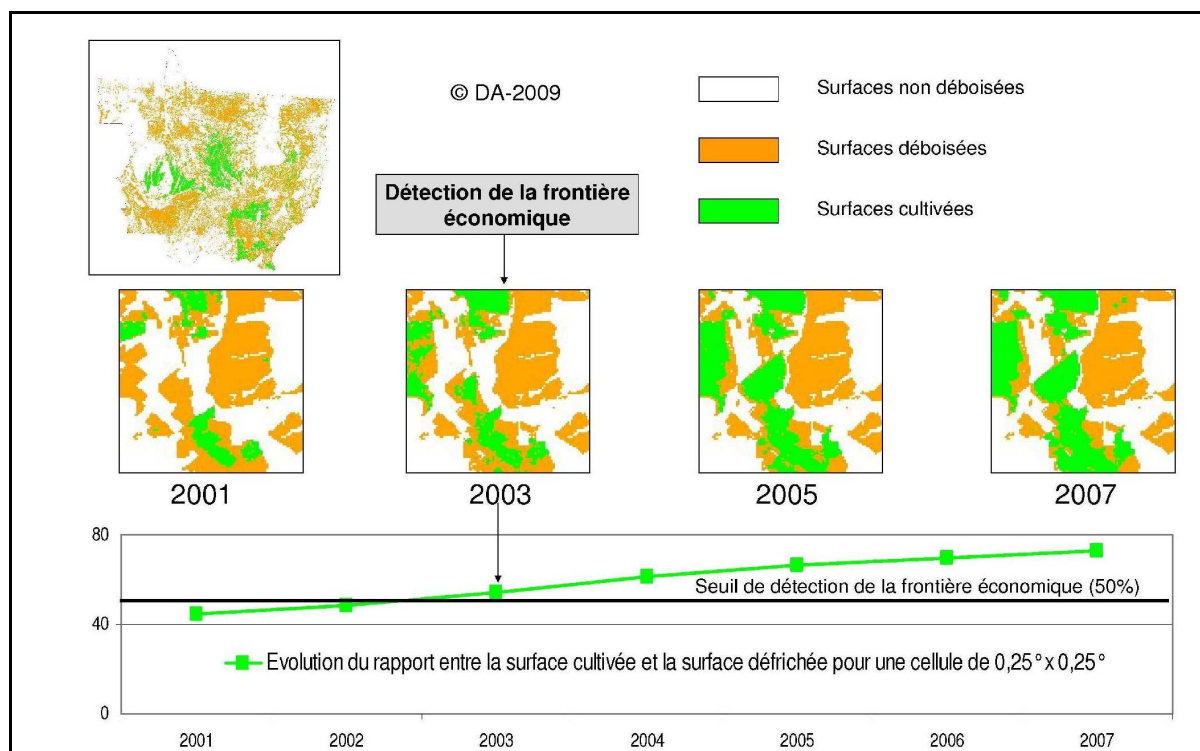 © DA-2009
Surfaces non déboisées
Surfaces déboisées
Surfaces cultivées
Détection de la frontière
économique
2001
2003
2005
2007
80
Seuil de détection de la frontière économique (50%)
40
Evolution du rapport entre la surface cultivée et la surface défrichée pour une cellule de 0,25° x 0,25°
0
2001
2002
2003
2004
2005
2006
2007